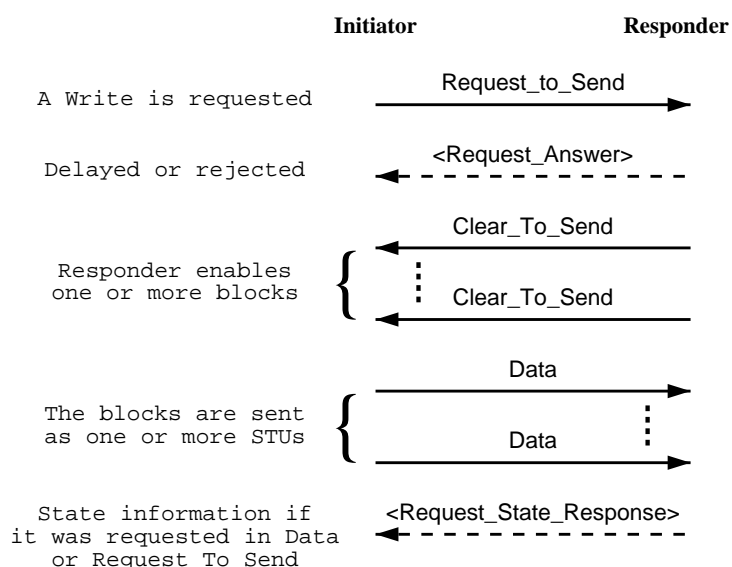 Initiator Responder
A Write is requested Request_to_Send
Delayed or rejected <Request_Answer>
Clear_To_Send
Responder enables
one or more blocks
Clear_To_Send
Data
The blocks are sent
as one or more STUs
Data
State information if
it was requested in Data
or Request To Send
<Request_State_Response>